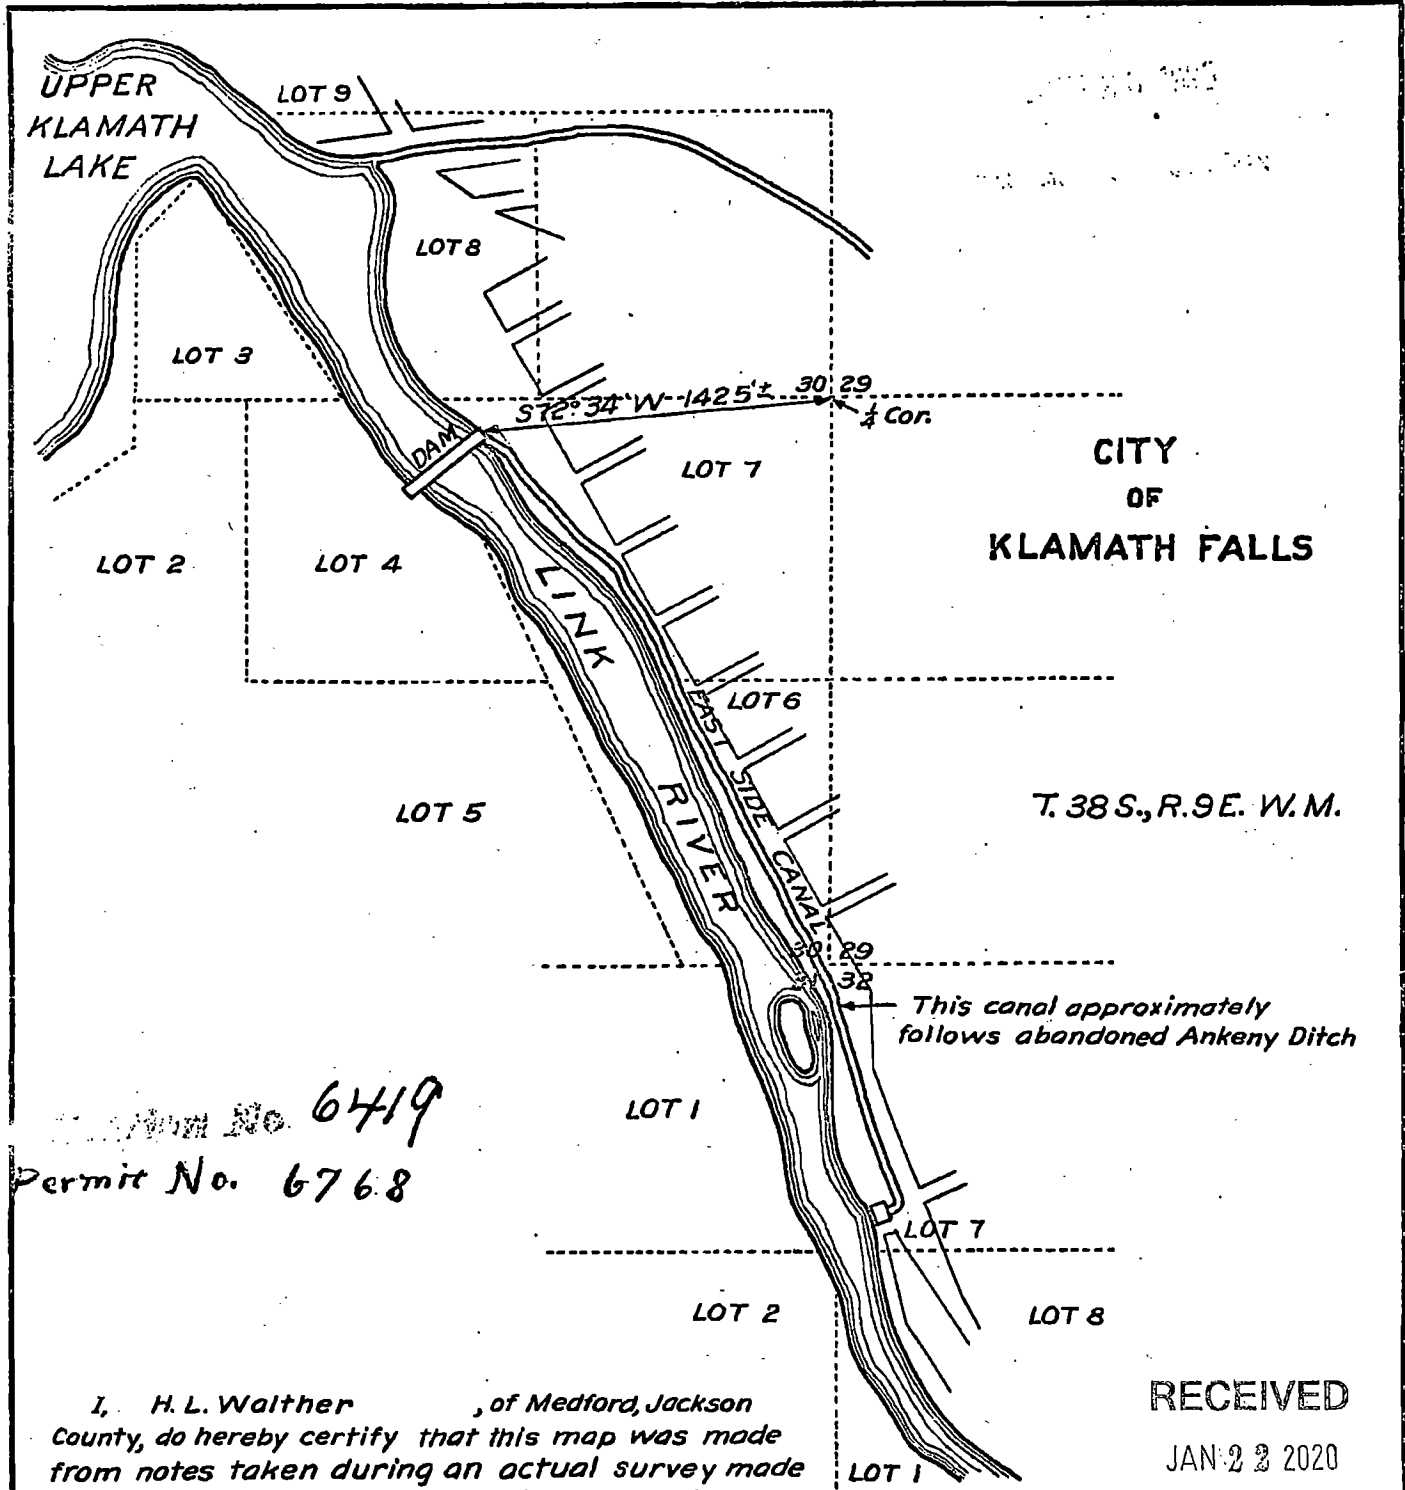 UPPER
KLAMATH
LAKE
LOT 9
LOT 8
LOT 3
S72°34'W-1425'±
30 29
1/4 Cor.
DAM
LOT 7
CITY
OF
KLAMATH FALLS
LOT 2
LOT 4
LINK
RIVER
LOT 6
EAST SIDE CANAL
LOT 5
T. 38 S., R. 9 E. W. M.
30 29
31 32
This canal approximately
follows abandoned Ankeny Ditch
No. 6419
LOT 1
Permit No. 6768
LOT 7
LOT 2
LOT 8
I, H. L. Walther , of Medford, Jackson
County, do hereby certify that this map was made
from notes taken during an actual survey made
LOT 1
RECEIVED
JAN 22 2020